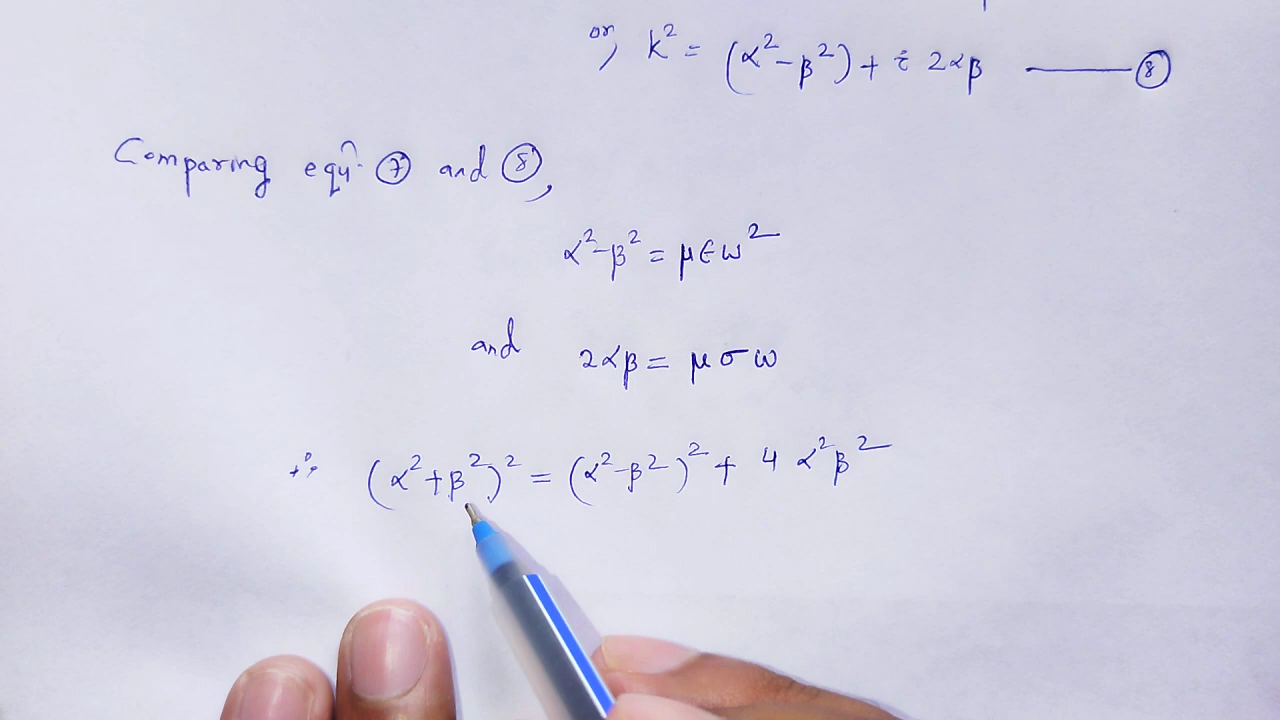 or, k² = (α²-β²) + i 2αβ —— ⑧
Comparing eqⁿ. ⑦ and ⑧,
α²-β² = μϵω²
and 2αβ = μσω
∴ (α²+β²)² = (α²-β²)² + 4 α²β²